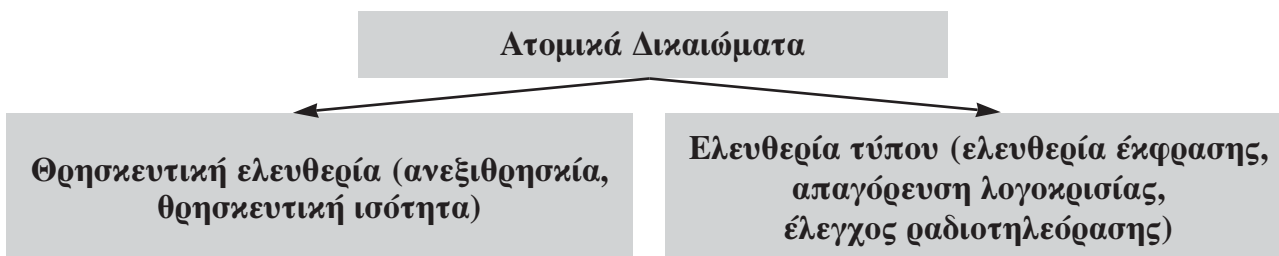 Ατομικά Δικαιώματα
Θρησκευτική ελευθερία (ανεξιθρησκία,
θρησκευτική ισότητα)
Ελευθερία τύπου (ελευθερία έκφρασης,
απαγόρευση λογοκρισίας,
έλεγχος ραδιοτηλεόρασης)